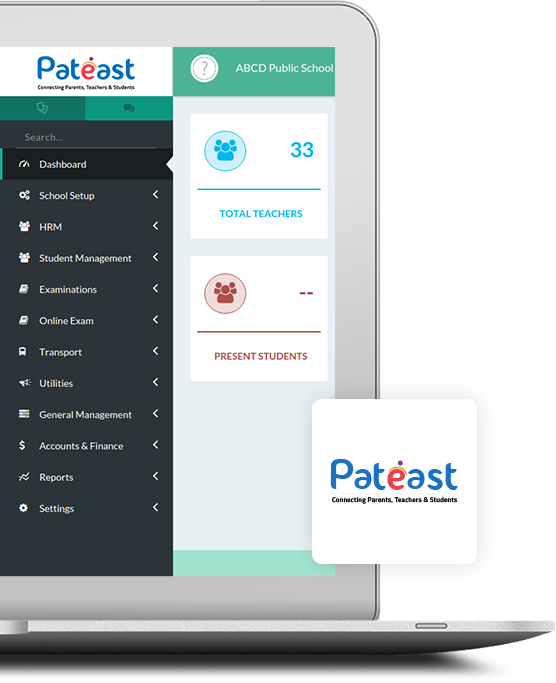 Pateast
Connecting Parents, Teachers & Students
ABCD Public School
Search...
Dashboard
School Setup
HRM
Student Management
Examinations
Online Exam
Transport
Utilities
General Management
Accounts & Finance
Reports
Settings
33
TOTAL TEACHERS
--
PRESENT STUDENTS
Pateast
Connecting Parents, Teachers & Students